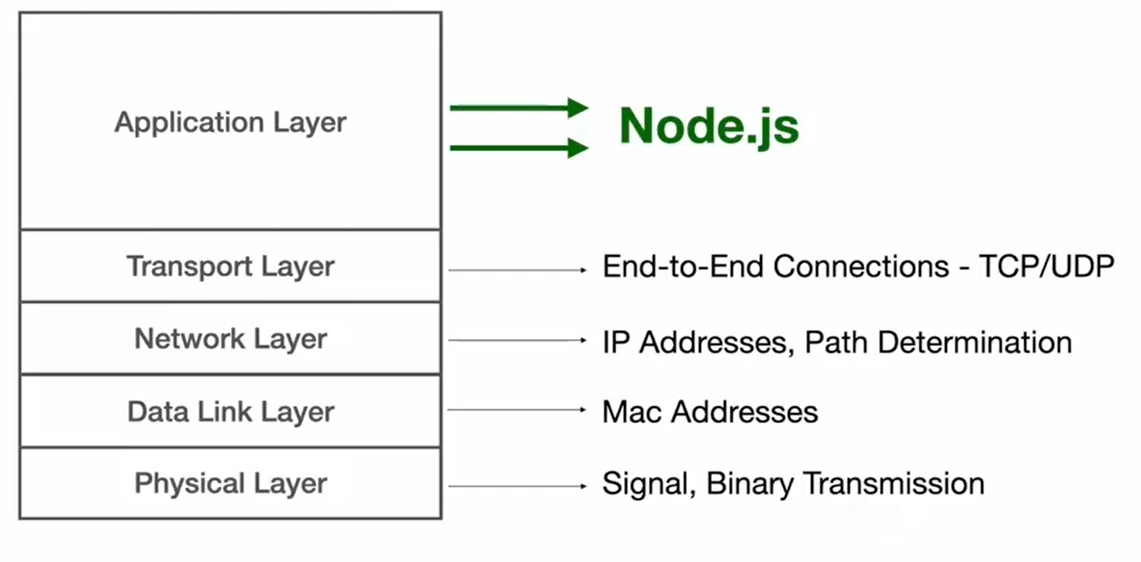 Application Layer
Node.js
Transport Layer
End-to-End Connections - TCP/UDP
Network Layer
IP Addresses, Path Determination
Data Link Layer
Mac Addresses
Physical Layer
Signal, Binary Transmission